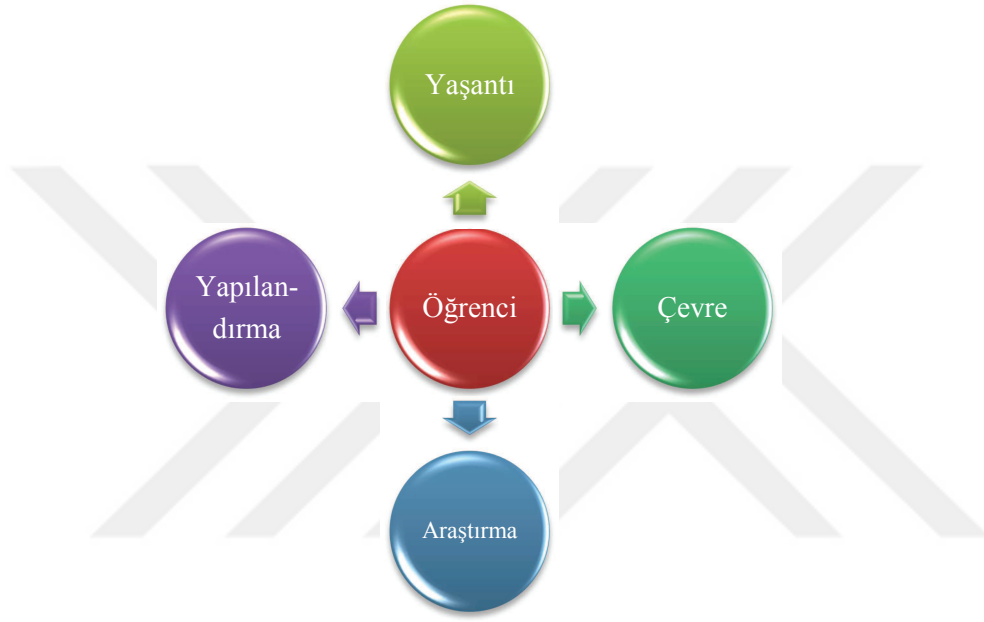 Yaşantı
Yapılan-
dırma
Öğrenci
Çevre
Araştırma